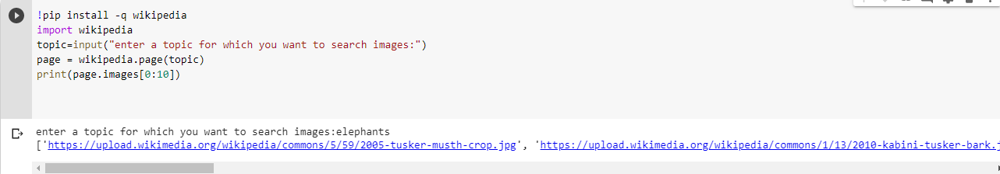 !pip install -q wikipedia
import wikipedia
topic=input("enter a topic for which you want to search images:")
page = wikipedia.page(topic)
print(page.images[0:10])
enter a topic for which you want to search images:elephants
['https://upload.wikimedia.org/wikipedia/commons/5/59/2005-tusker-musth-crop.jpg', 'https://upload.wikimedia.org/wikipedia/commons/1/13/2010-kabini-tusker-bark.j